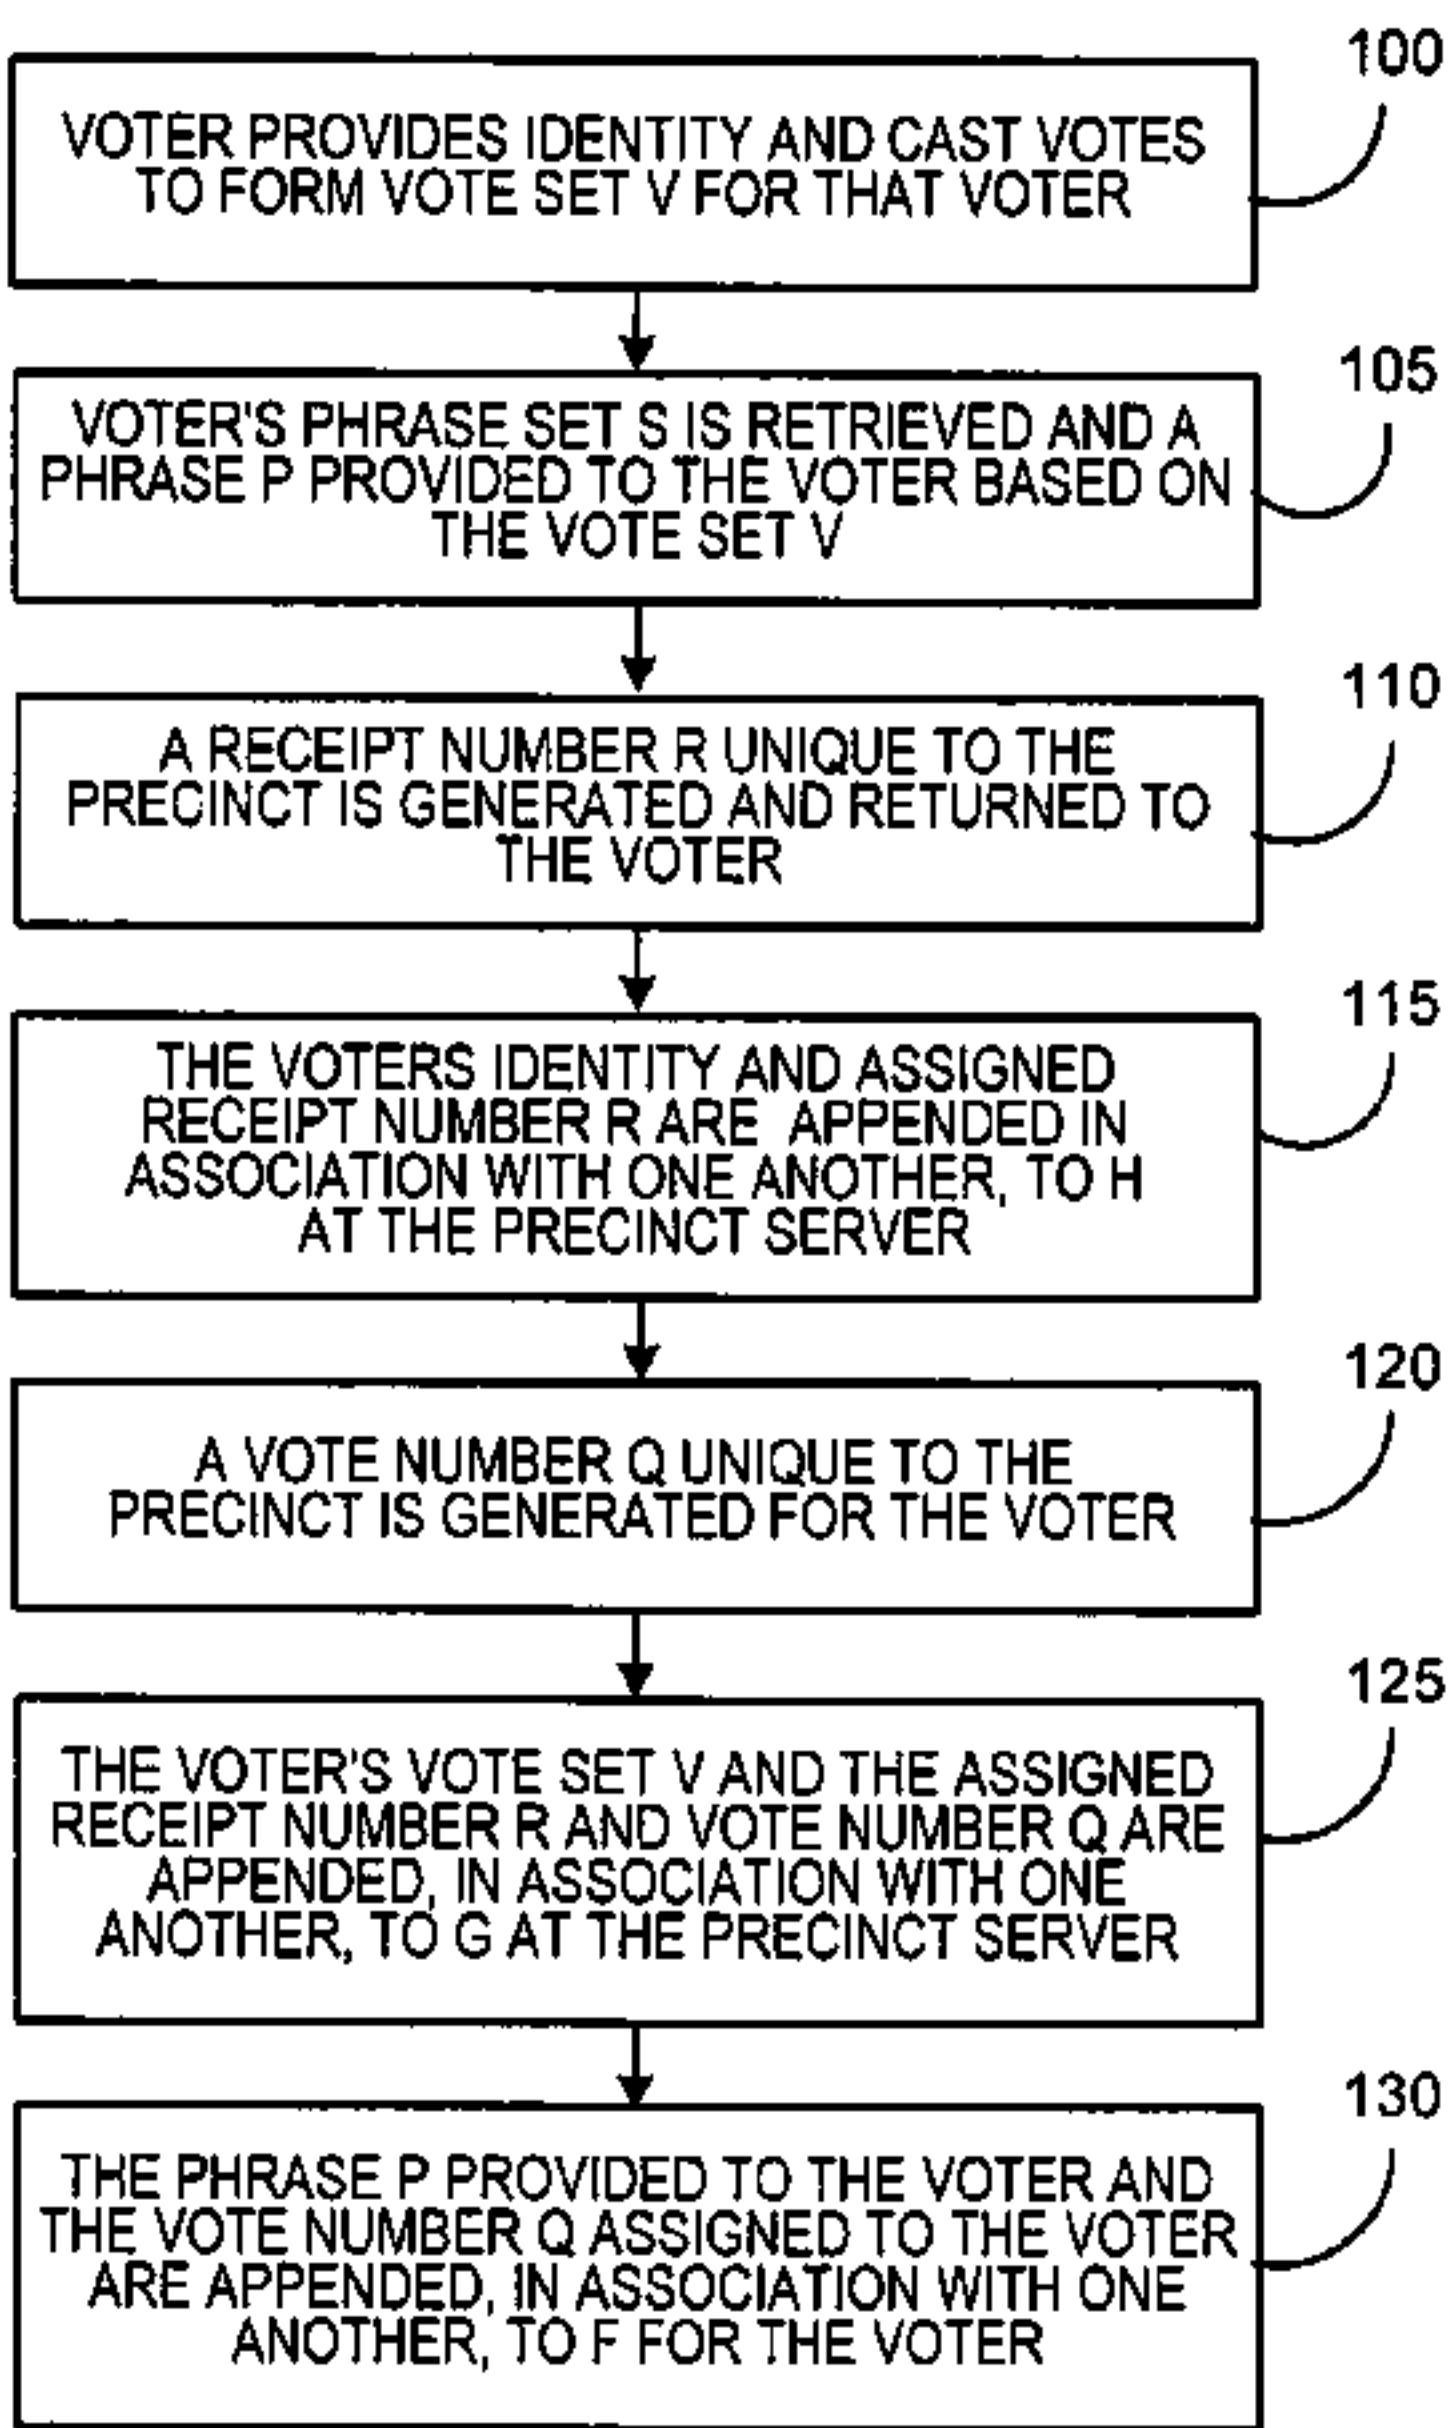 100
VOTER PROVIDES IDENTITY AND CAST VOTES
TO FORM VOTE SET V FOR THAT VOTER
105
VOTER'S PHRASE SET S IS RETRIEVED AND A
PHRASE P PROVIDED TO THE VOTER BASED ON
THE VOTE SET V
110
A RECEIPT NUMBER R UNIQUE TO THE
PRECINCT IS GENERATED AND RETURNED TO
THE VOTER
115
THE VOTERS IDENTITY AND ASSIGNED
RECEIPT NUMBER R ARE APPENDED IN
ASSOCIATION WITH ONE ANOTHER, TO H
AT THE PRECINCT SERVER
120
A VOTE NUMBER Q UNIQUE TO THE
PRECINCT IS GENERATED FOR THE VOTER
125
THE VOTER'S VOTE SET V AND THE ASSIGNED
RECEIPT NUMBER R AND VOTE NUMBER Q ARE
APPENDED, IN ASSOCIATION WITH ONE
ANOTHER, TO G AT THE PRECINCT SERVER
130
THE PHRASE P PROVIDED TO THE VOTER AND
THE VOTE NUMBER Q ASSIGNED TO THE VOTER
ARE APPENDED, IN ASSOCIATION WITH ONE
ANOTHER, TO F FOR THE VOTER